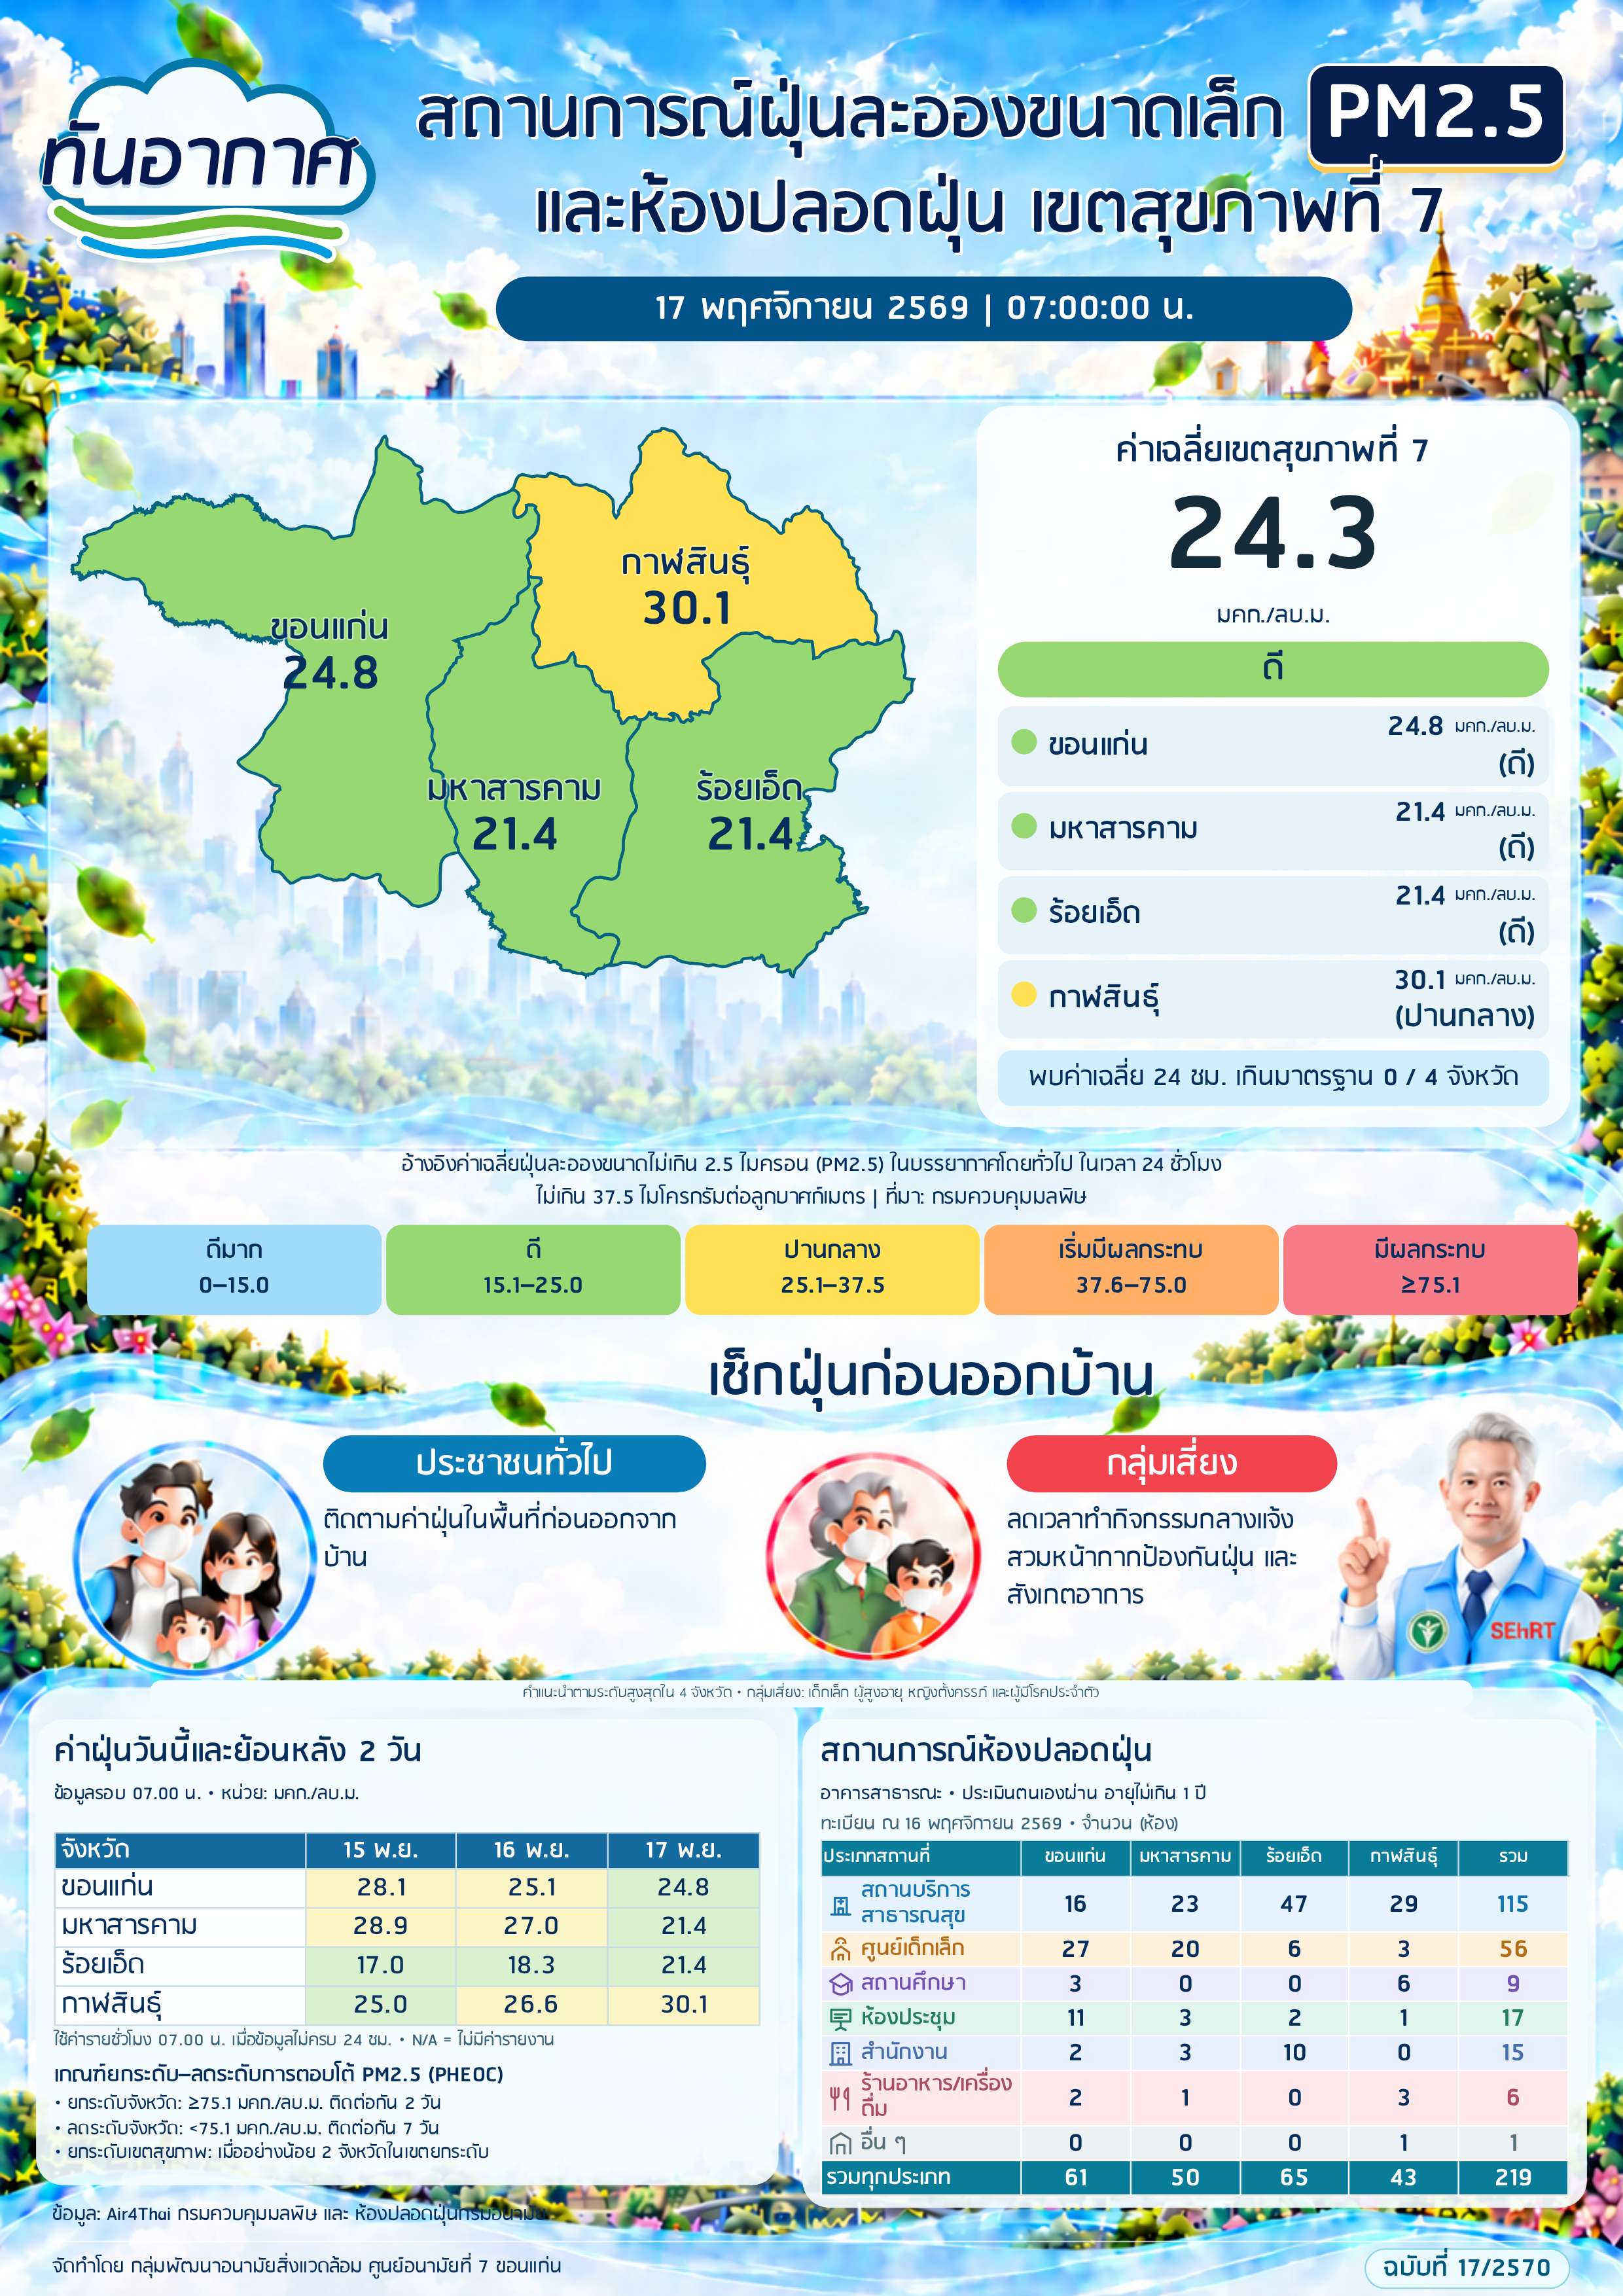 ทันอากาศ
สถานการณ์ฝุ่นละอองขนาดเล็ก PM2.5
และห้องปลอดฝุ่น เขตสุขภาพที่ 7
17 พฤศจิกายน 2569 | 07:00:00 น.
กาฬสินธุ์
30.1
ขอนแก่น
24.8
มหาสารคาม
21.4
ร้อยเอ็ด
21.4
ค่าเฉลี่ยเขตสุขภาพที่ 7
24.3
มคก./ลบ.ม.
ดี
ขอนแก่น 24.8 มคก./ลบ.ม.
(ดี)
มหาสารคาม 21.4 มคก./ลบ.ม.
(ดี)
ร้อยเอ็ด 21.4 มคก./ลบ.ม.
(ดี)
กาฬสินธุ์ 30.1 มคก./ลบ.ม.
(ปานกลาง)
พบค่าเฉลี่ย 24 ชม. เกินมาตรฐาน 0 / 4 จังหวัด
อ้างอิงค่าเฉลี่ยฝุ่นละอองขนาดไม่เกิน 2.5 ไมครอน (PM2.5) ในบรรยากาศโดยทั่วไป ในเวลา 24 ชั่วโมง
ไม่เกิน 37.5 ไมโครกรัมต่อลูกบาศก์เมตร | ที่มา: กรมควบคุมมลพิษ
ดีมาก ดี ปานกลาง เริ่มมีผลกระทบ มีผลกระทบ
0–15.0 15.1–25.0 25.1–37.5 37.6–75.0 ≥75.1
เช็กฝุ่นก่อนออกบ้าน
ประชาชนทั่วไป
ติดตามค่าฝุ่นในพื้นที่ก่อนออกจาก
บ้าน
กลุ่มเสี่ยง
ลดเวลาทำกิจกรรมกลางแจ้ง
สวมหน้ากากป้องกันฝุ่น และ
สังเกตอาการ
SEhRT
คำแนะนำตามระดับสูงสุดใน 4 จังหวัด • กลุ่มเสี่ยง: เด็กเล็ก ผู้สูงอายุ หญิงตั้งครรภ์ และผู้มีโรคประจำตัว
ค่าฝุ่นวันนี้และย้อนหลัง 2 วัน
ข้อมูลรอบ 07.00 น. • หน่วย: มคก./ลบ.ม.
จังหวัด 15 พ.ย. 16 พ.ย. 17 พ.ย.
ขอนแก่น 28.1 25.1 24.8
มหาสารคาม 28.9 27.0 21.4
ร้อยเอ็ด 17.0 18.3 21.4
กาฬสินธุ์ 25.0 26.6 30.1
ใช้ค่ารายชั่วโมง 07.00 น. เมื่อข้อมูลไม่ครบ 24 ชม. • N/A = ไม่มีค่ารายงาน
เกณฑ์ยกระดับ–ลดระดับการตอบโต้ PM2.5 (PHEOC)
• ยกระดับจังหวัด: ≥75.1 มคก./ลบ.ม. ติดต่อกัน 2 วัน
• ลดระดับจังหวัด: <75.1 มคก./ลบ.ม. ติดต่อกัน 7 วัน
• ยกระดับเขตสุขภาพ: เมื่ออย่างน้อย 2 จังหวัดในเขตยกระดับ
สถานการณ์ห้องปลอดฝุ่น
อาคารสาธารณะ • ประเมินตนเองผ่าน อายุไม่เกิน 1 ปี
ทะเบียน ณ 16 พฤศจิกายน 2569 • จำนวน (ห้อง)
ประเภทสถานที่ ขอนแก่น มหาสารคาม ร้อยเอ็ด กาฬสินธุ์ รวม
สถานบริการ
สาธารณสุข 16 23 47 29 115
ศูนย์เด็กเล็ก 27 20 6 3 56
สถานศึกษา 3 0 0 6 9
ห้องประชุม 11 3 2 1 17
สำนักงาน 2 3 10 0 15
ร้านอาหาร/เครื่อง
ดื่ม 2 1 0 3 6
อื่น ๆ 0 0 0 1 1
รวมทุกประเภท 61 50 65 43 219
ข้อมูล: Air4Thai กรมควบคุมมลพิษ และ ห้องปลอดฝุ่นกรมอนามัย
จัดทำโดย กลุ่มพัฒนาอนามัยสิ่งแวดล้อม ศูนย์อนามัยที่ 7 ขอนแก่น
ฉบับที่ 17/2570